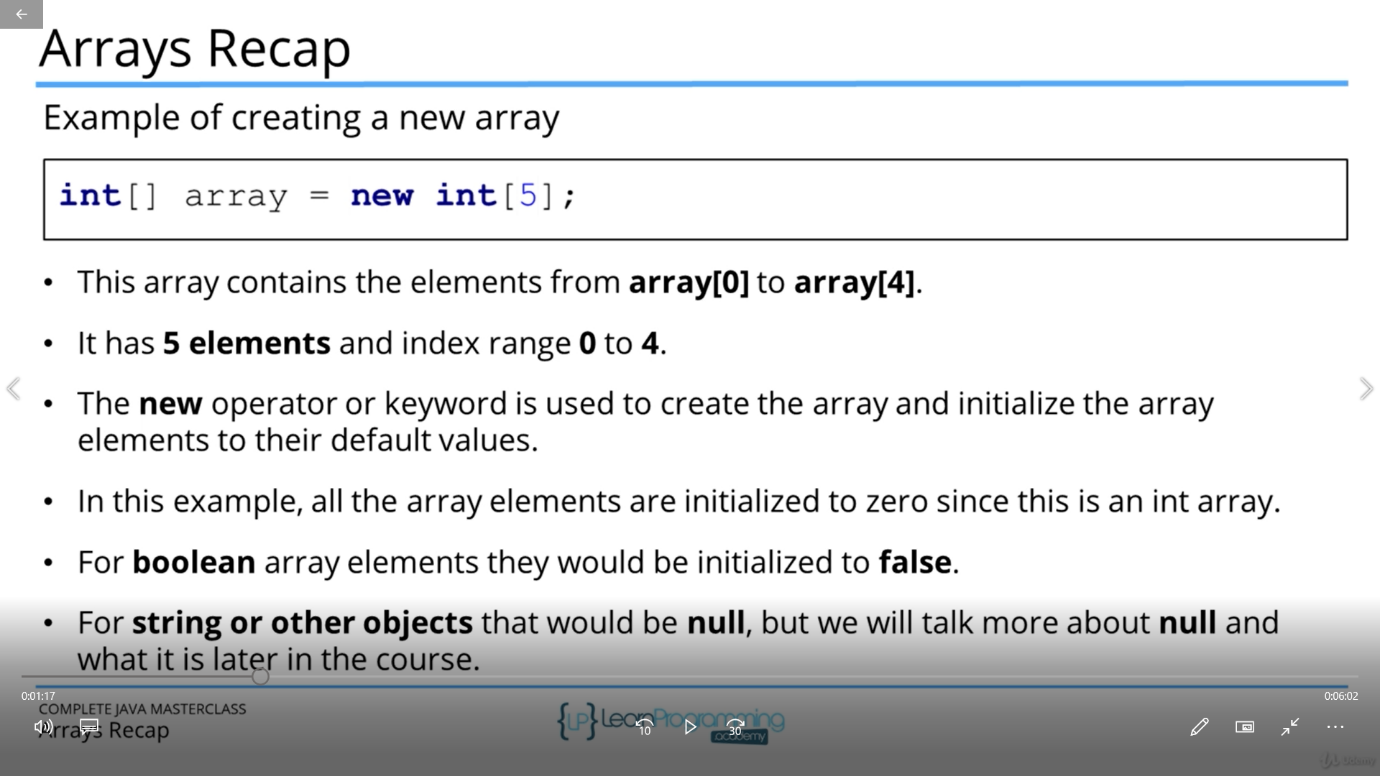 Arrays Recap
Example of creating a new array
int[] array = new int[5];
• This array contains the elements from array[0] to array[4].
• It has 5 elements and index range 0 to 4.
• The new operator or keyword is used to create the array and initialize the array
elements to their default values.
• In this example, all the array elements are initialized to zero since this is an int array.
• For boolean array elements they would be initialized to false.
• For string or other objects that would be null, but we will talk more about null and
what it is later in the course.
0:01:17
0:06:02
COMPLETE JAVA MASTERCLASS
Arrays Recap
{LP} LearnProgramming
academy
10
30
Udemy